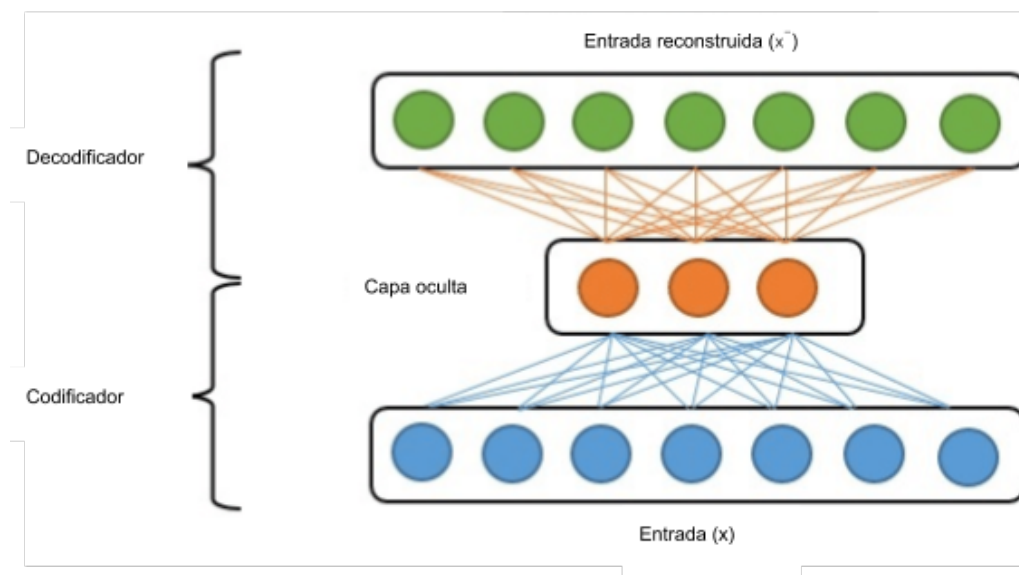 Entrada reconstruida (x¯)
Decodificador
Capa oculta
Codificador
Entrada (x)